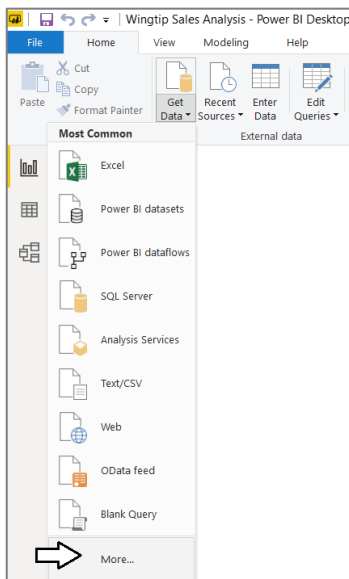 Wingtip Sales Analysis - Power BI Desktop
File Home View Modeling Help
Cut
Copy
Format Painter
Paste
Get Data
Recent Sources
Enter Data
Edit Queries
External data
Most Common
Excel
Power BI datasets
Power BI dataflows
SQL Server
Analysis Services
Text/CSV
Web
OData feed
Blank Query
More...